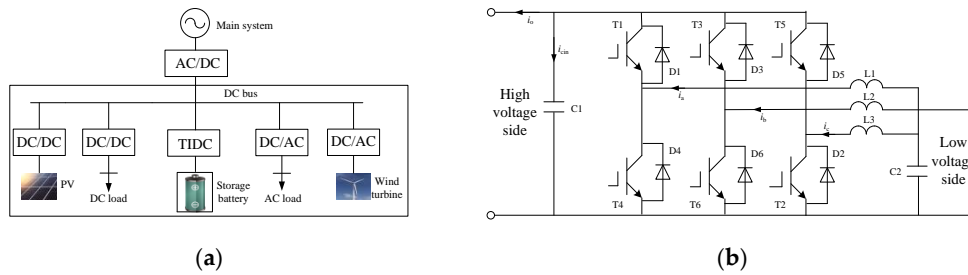 Main system
AC/DC
DC bus
DC/DC
DC/DC
TIDC
DC/AC
DC/AC
PV
DC load
Storage
battery
AC load
Wind
turbine
(a)
io
icin
High
voltage
side
C1
T1
T3
T5
D1
D3
D5
L1
L2
L3
ia
ib
ic
D4
D6
D2
T4
T6
T2
C2
Low
voltage
side
(b)